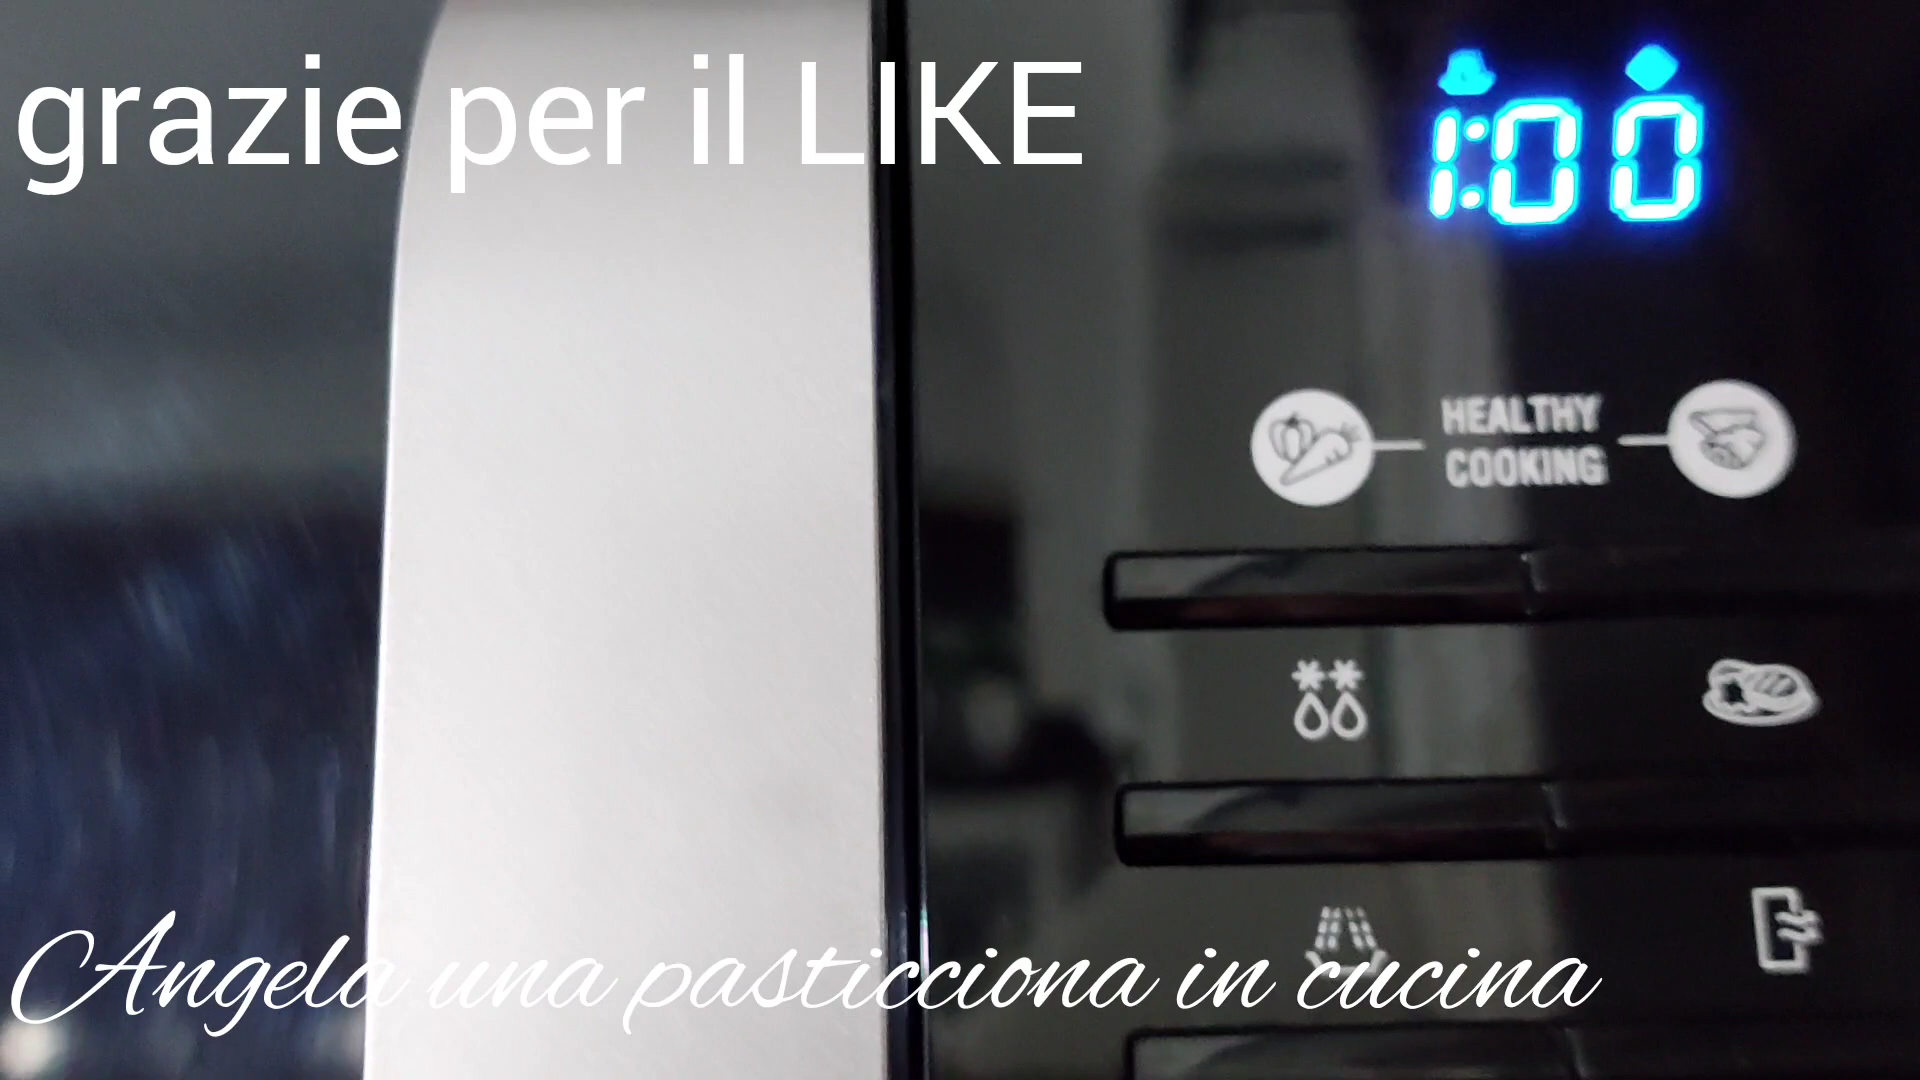 grazie per il LIKE
1:00
HEALTHY
COOKING
Angela una pasticciona in cucina